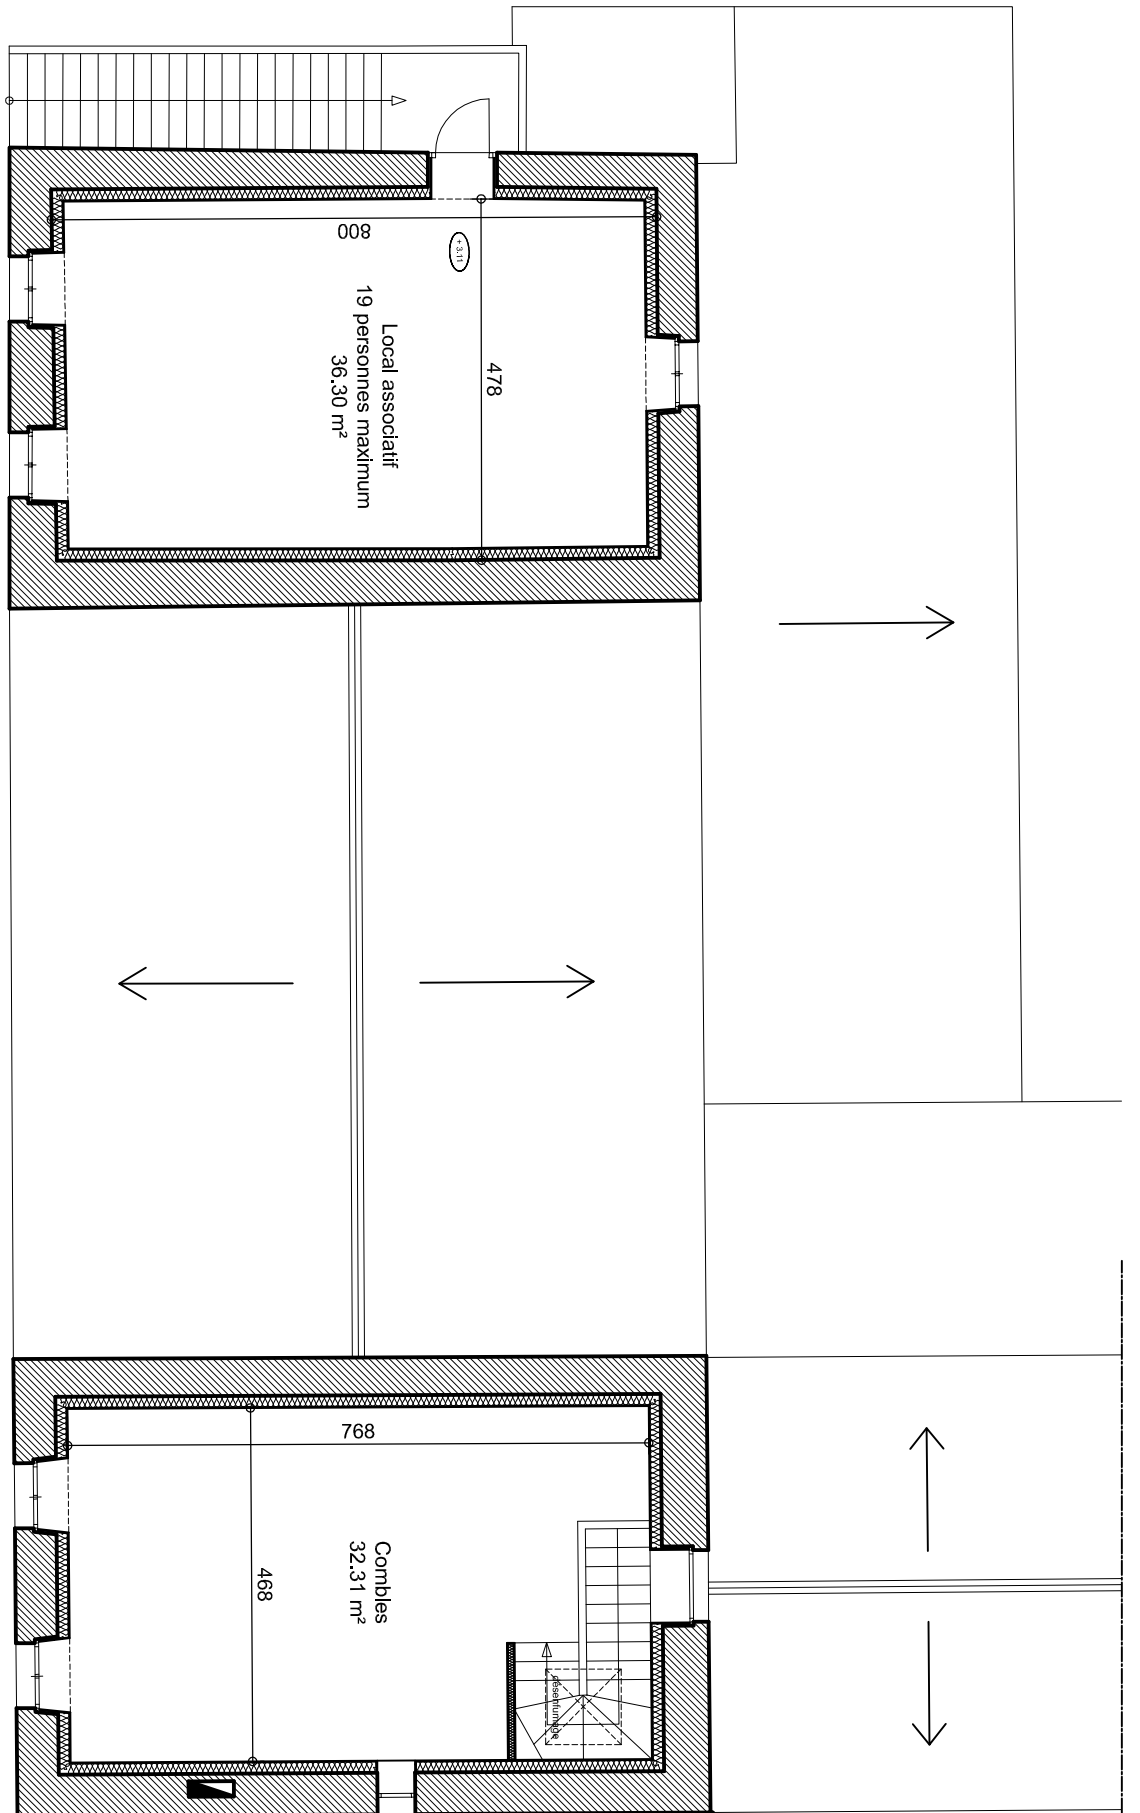 800
+ 3.11
Local associatif
19 personnes maximum
36.30 m²
478
768
Combles
32.31 m²
468
désenfumage